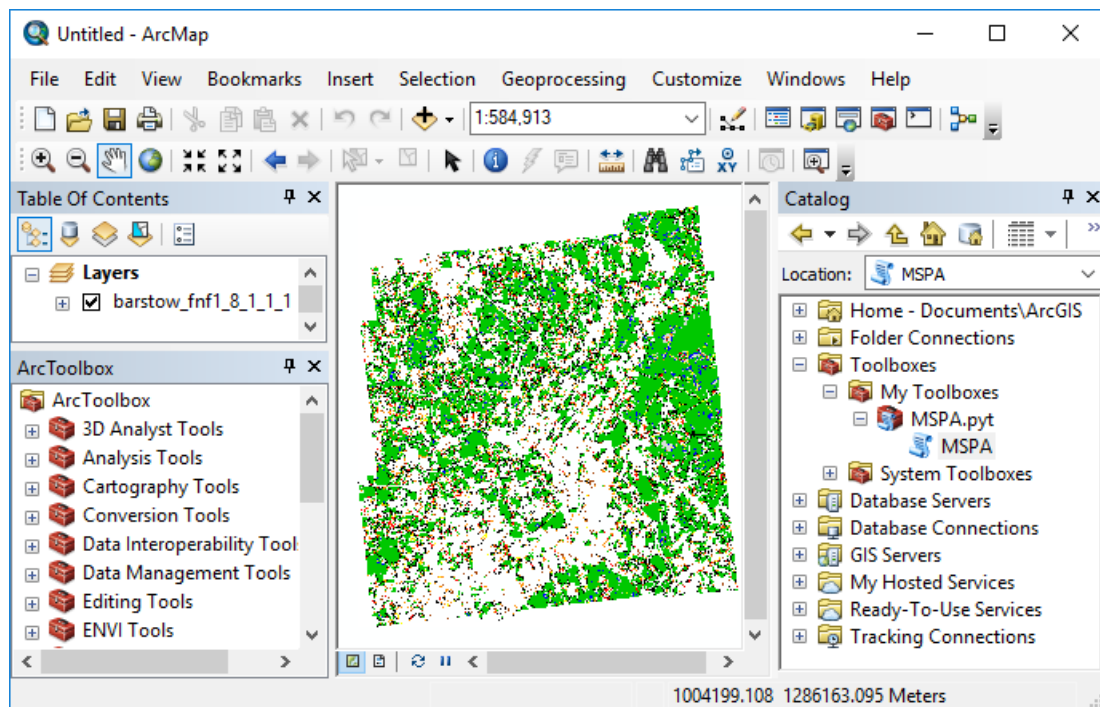 Untitled - ArcMap
File Edit View Bookmarks Insert Selection Geoprocessing Customize Windows Help
1:584,913
XY
Table Of Contents
Layers
barstow_fnf1_8_1_1_1
ArcToolbox
ArcToolbox
3D Analyst Tools
Analysis Tools
Cartography Tools
Conversion Tools
Data Interoperability Tool
Data Management Tools
Editing Tools
ENVI Tools
Catalog
Location: MSPA
Home - Documents\ArcGIS
Folder Connections
Toolboxes
My Toolboxes
MSPA.pyt
MSPA
System Toolboxes
Database Servers
Database Connections
GIS Servers
My Hosted Services
Ready-To-Use Services
Tracking Connections
1004199.108 1286163.095 Meters